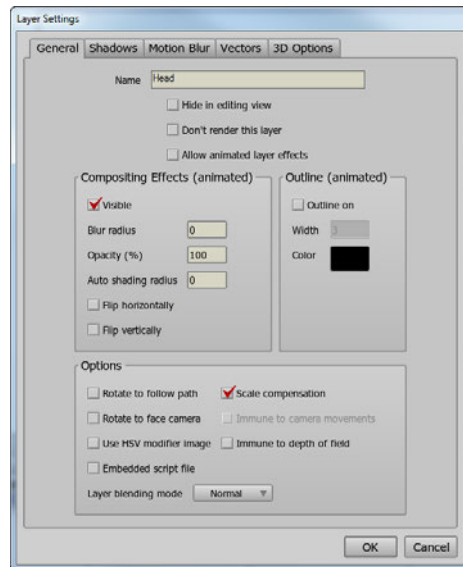 Layer Settings
General Shadows Motion Blur Vectors 3D Options
Name Head
Hide in editing view
Don't render this layer
Allow animated layer effects
Compositing Effects (animated)
Visible
Blur radius 0
Opacity (%) 100
Auto shading radius 0
Flip horizontally
Flip vertically
Outline (animated)
Outline on
Width 3
Color
Options
Rotate to follow path Scale compensation
Rotate to face camera Immune to camera movements
Use HSV modifier image Immune to depth of field
Embedded script file
Layer blending mode Normal
OK Cancel